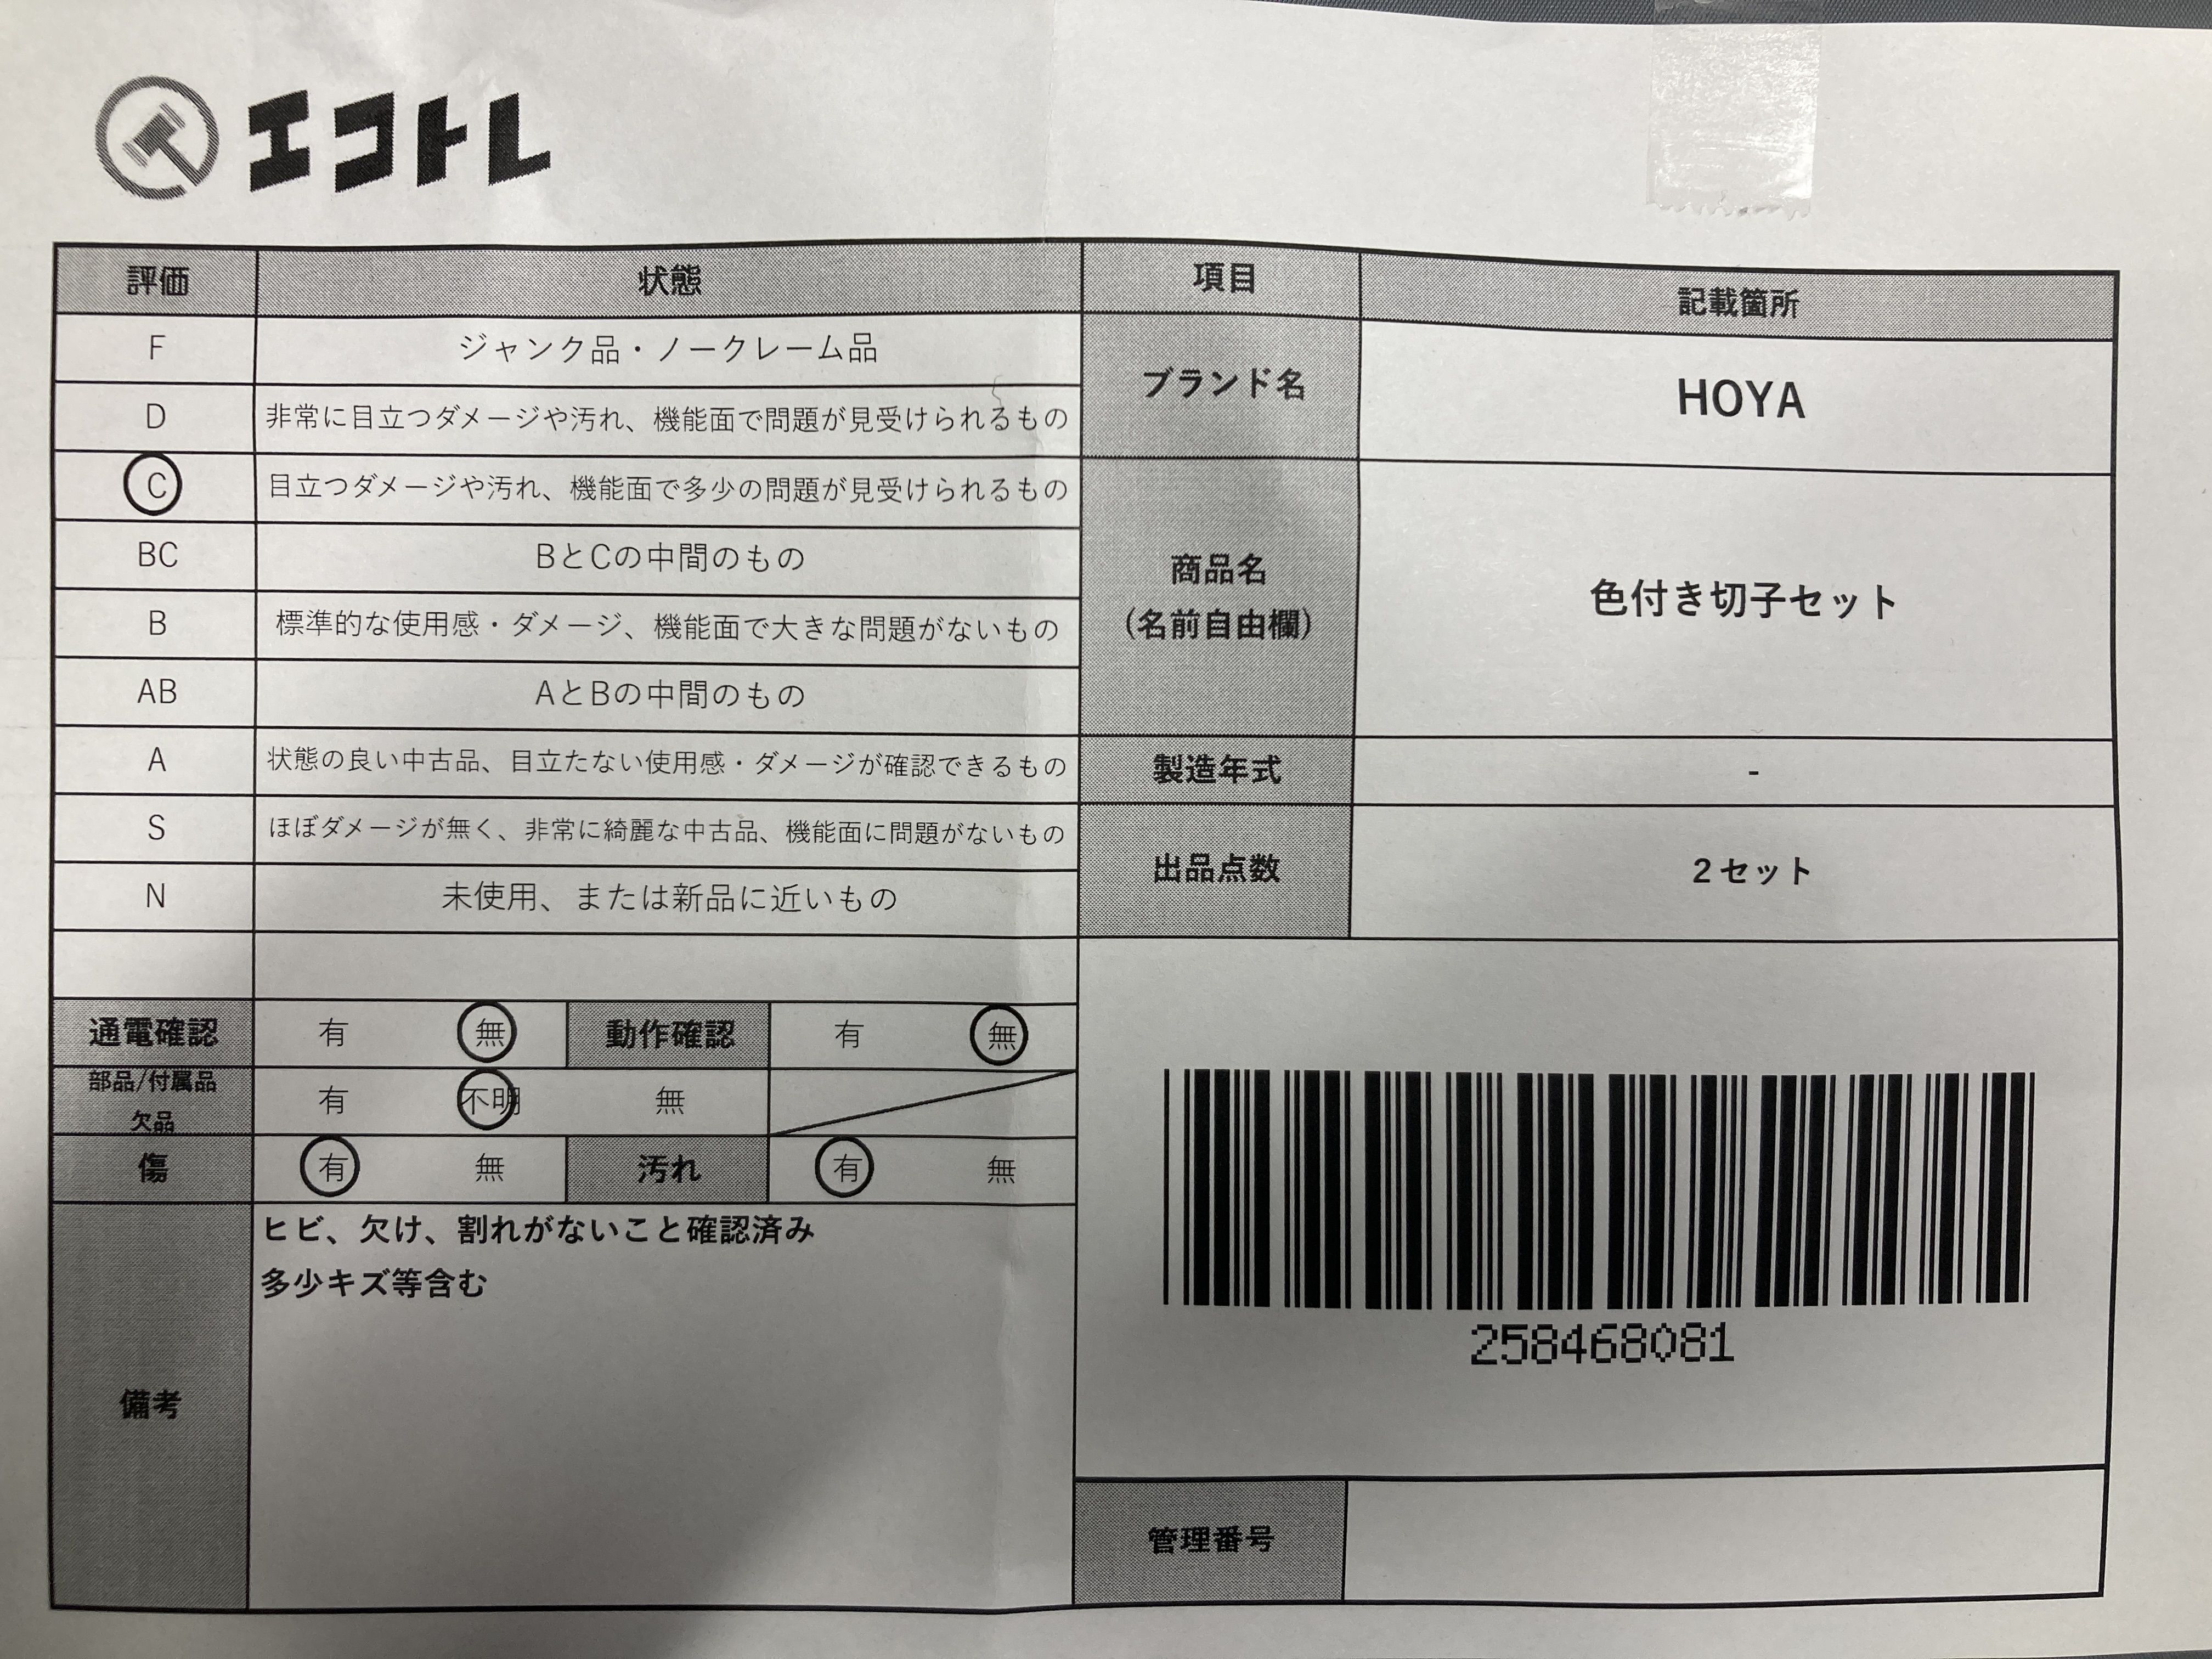 エコトレ
評価 状態
F ジャンク品・ノークレーム品
D 非常に目立つダメージや汚れ、機能面で問題が見受けられるもの
C 目立つダメージや汚れ、機能面で多少の問題が見受けられるもの
BC BとCの中間のもの
B 標準的な使用感・ダメージ、機能面で大きな問題がないもの
AB AとBの中間のもの
A 状態の良い中古品、目立たない使用感・ダメージが確認できるもの
S ほぼダメージが無く、非常に綺麗な中古品、機能面に問題がないもの
N 未使用、または新品に近いもの
通電確認 有 無 動作確認 有 無
部品/付属品
欠品
有 不明 無
傷 有 無 汚れ 有 無
備考
ヒビ、欠け、割れがないこと確認済み
多少キズ等含む
項目 記載箇所
ブランド名 HOYA
商品名
(名前自由欄)
色付き切子セット
製造年式 -
出品点数 2セット
258468081
管理番号